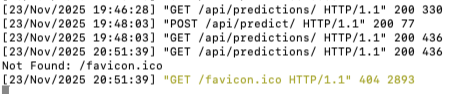 [23/Nov/2025 19:46:28] "GET /api/predictions/ HTTP/1.1" 200 330
[23/Nov/2025 19:48:03] "POST /api/predict/ HTTP/1.1" 200 77
[23/Nov/2025 19:48:03] "GET /api/predictions/ HTTP/1.1" 200 436
[23/Nov/2025 20:51:39] "GET /api/predictions/ HTTP/1.1" 200 436
Not Found: /favicon.ico
[23/Nov/2025 20:51:39] "GET /favicon.ico HTTP/1.1" 404 2893